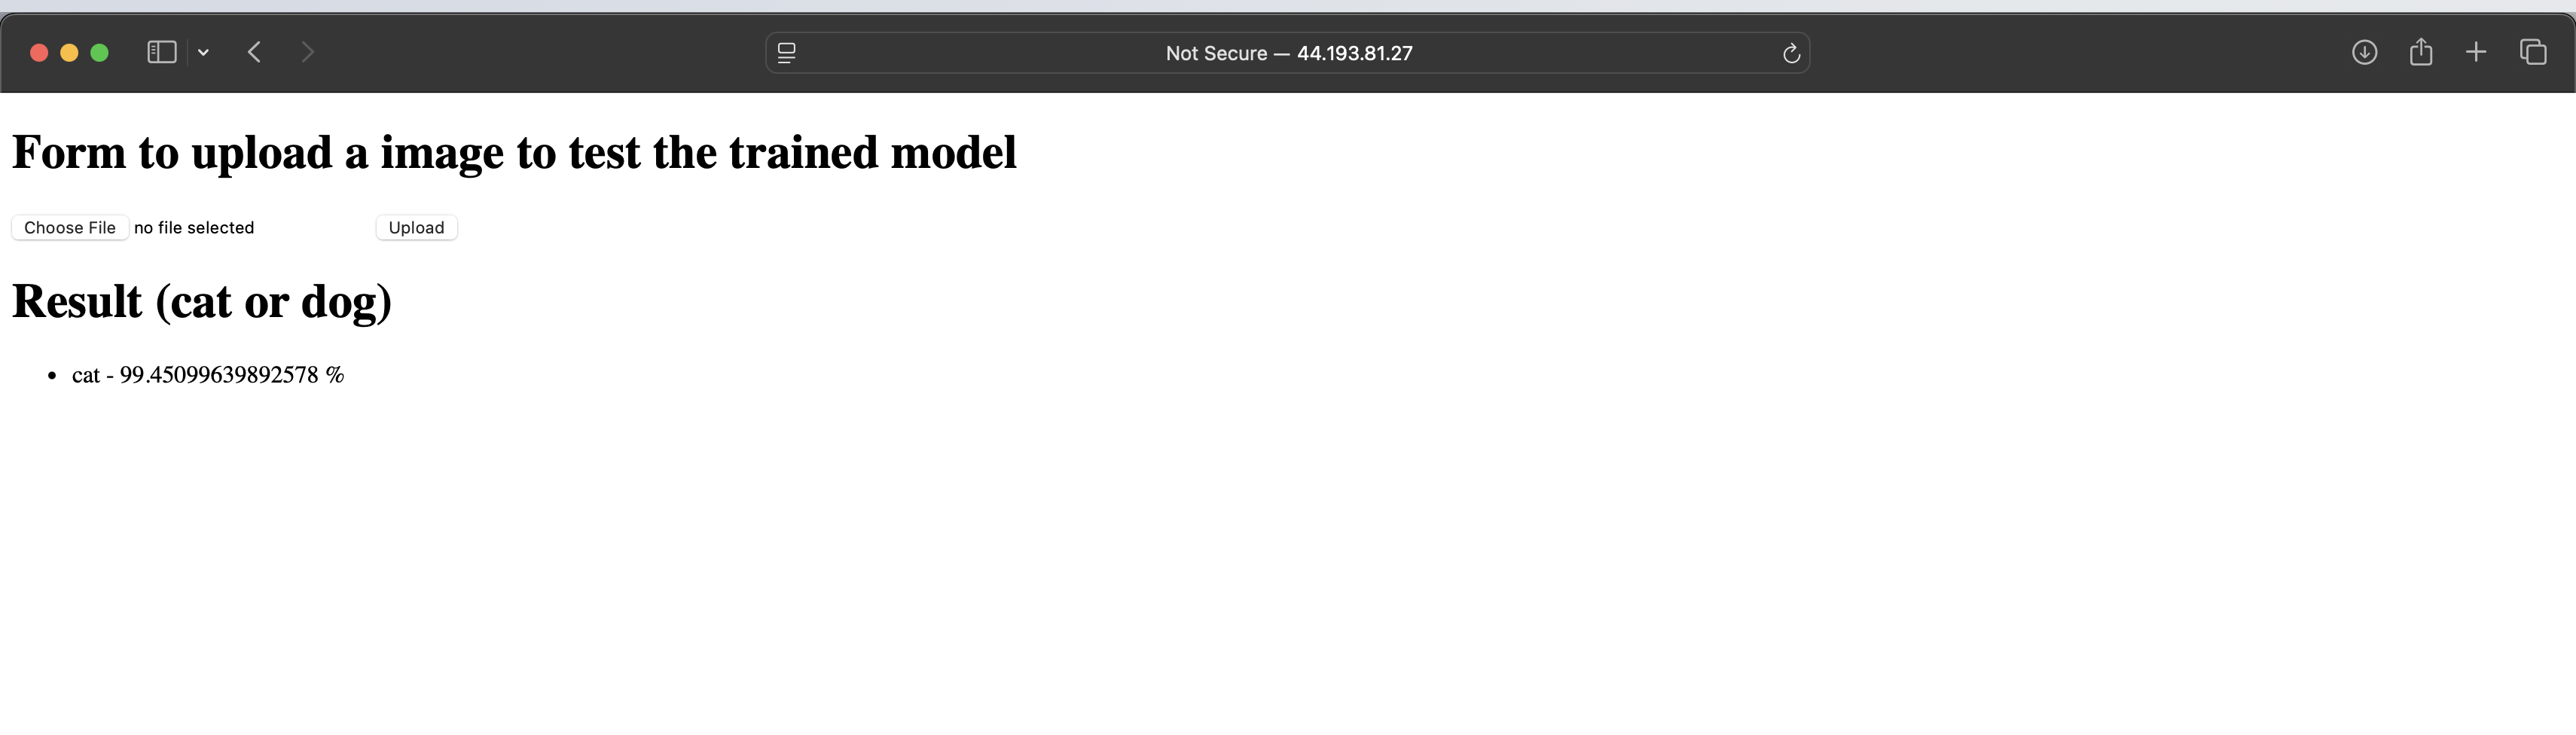 Not Secure — 44.193.81.27
Form to upload a image to test the trained model
Choose File no file selected Upload
Result (cat or dog)
• cat - 99.45099639892578 %